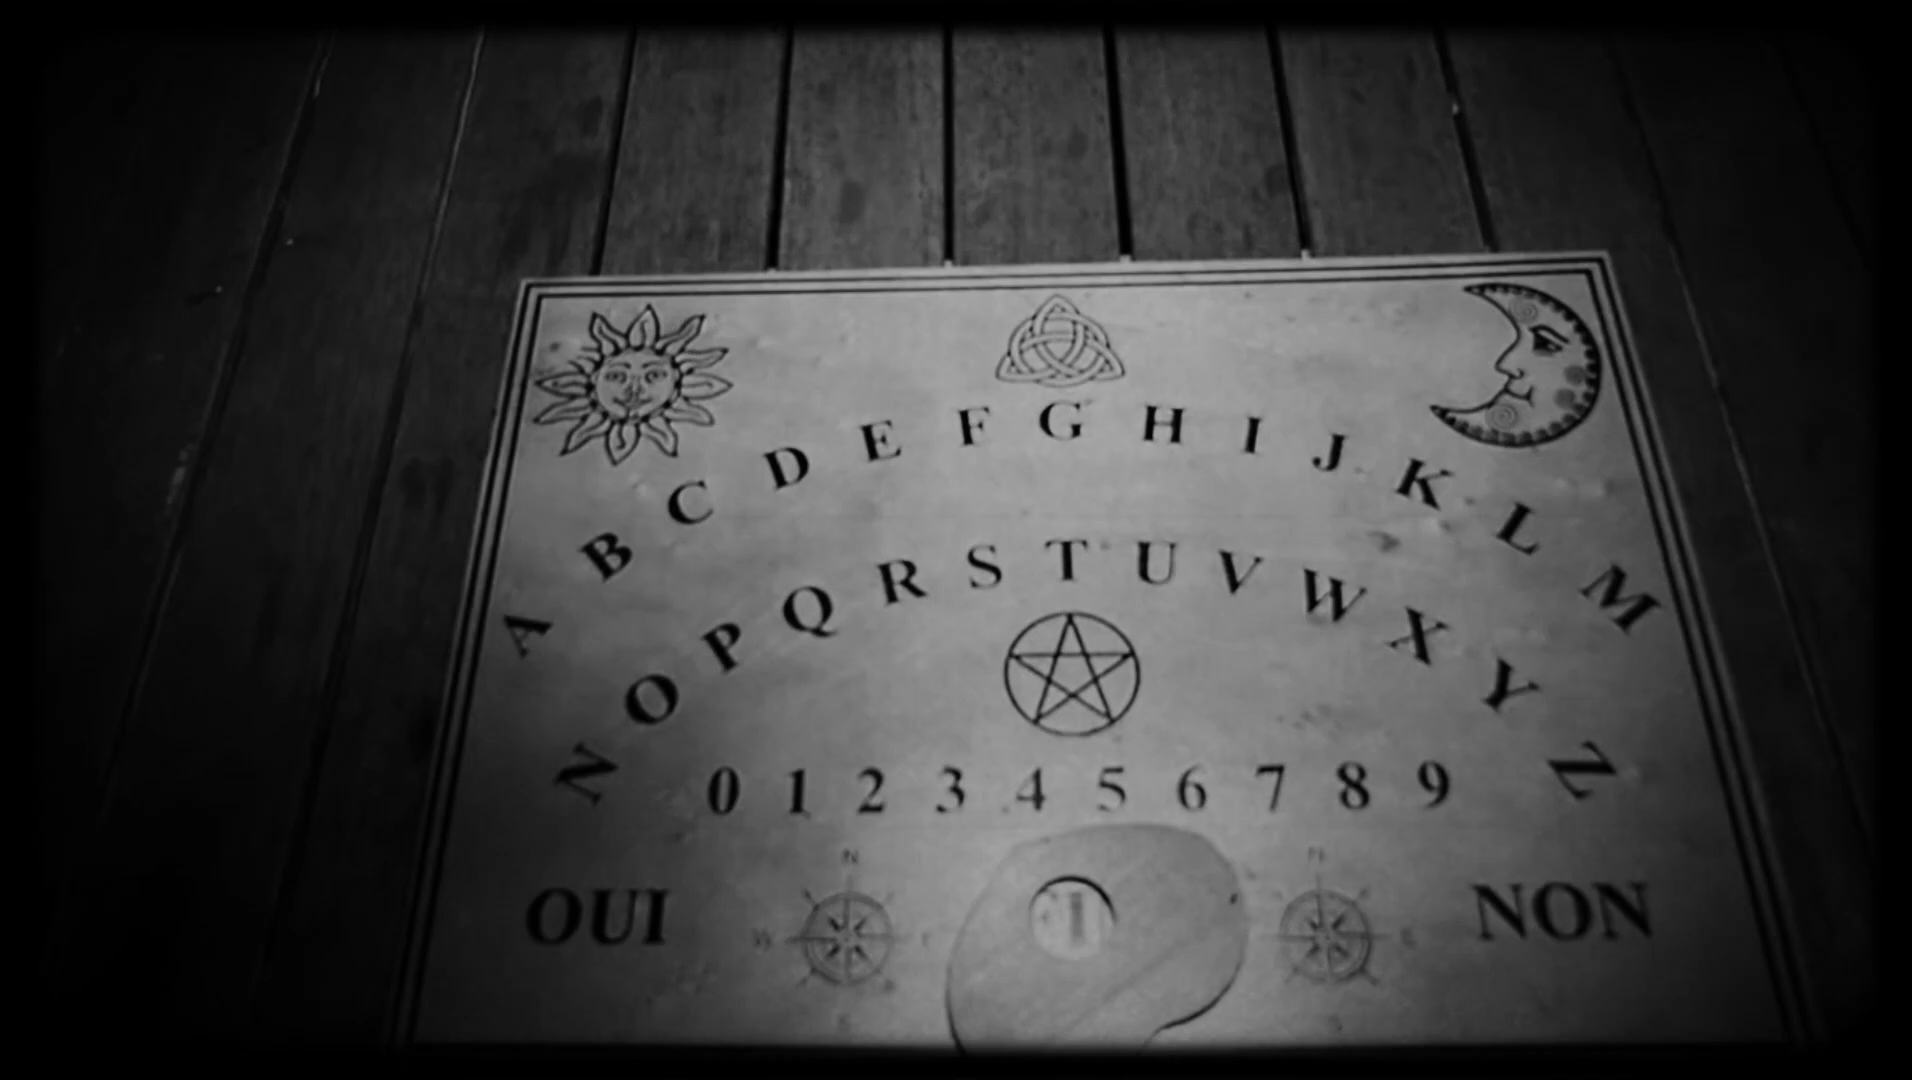 A B C D E F G H I J K L M
N O P Q R S T U V W X Y Z
0 1 2 3 4 5 6 7 8 9
N N
OUI NON
W E W E